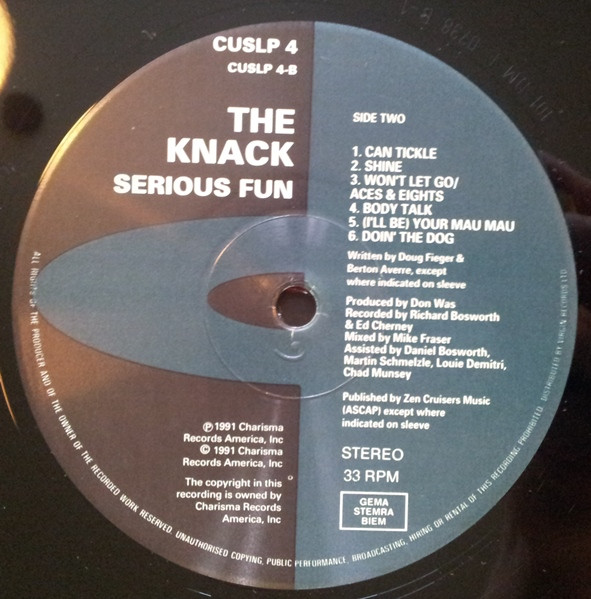 CUSLP 4
CUSLP 4-B
THE
KNACK
SERIOUS FUN
SIDE TWO
1. CAN TICKLE
2. SHINE
3. WON'T LET GO/
ACES & EIGHTS
4. BODY TALK
5. (I'LL BE) YOUR MAU MAU
6. DOIN' THE DOG
Written by Doug Fieger &
Berton Averre, except
where indicated on sleeve
Produced by Don Was
Recorded by Richard Bosworth
& Ed Cherney
Mixed by Mike Fraser
Assisted by Daniel Bosworth,
Martin Schmelzle, Louie Demitri,
Chad Munsey
Published by Zen Cruisers Music
(ASCAP) except where
indicated on sleeve
STEREO
33 RPM
GEMA
STEMRA
BIEM
℗ 1991 Charisma
Records America, Inc
© 1991 Charisma
Records America, Inc
The copyright in this
recording is owned by
Charisma Records
America, Inc
ALL RIGHTS OF THE PRODUCER AND OF THE OWNER OF THE RECORDED WORK RESERVED. UNAUTHORISED COPYING, PUBLIC PERFORMANCE, BROADCASTING, HIRING OR RENTAL OF THIS RECORDING PROHIBITED. DISTRIBUTED BY VIRGIN RECORDS LTD.